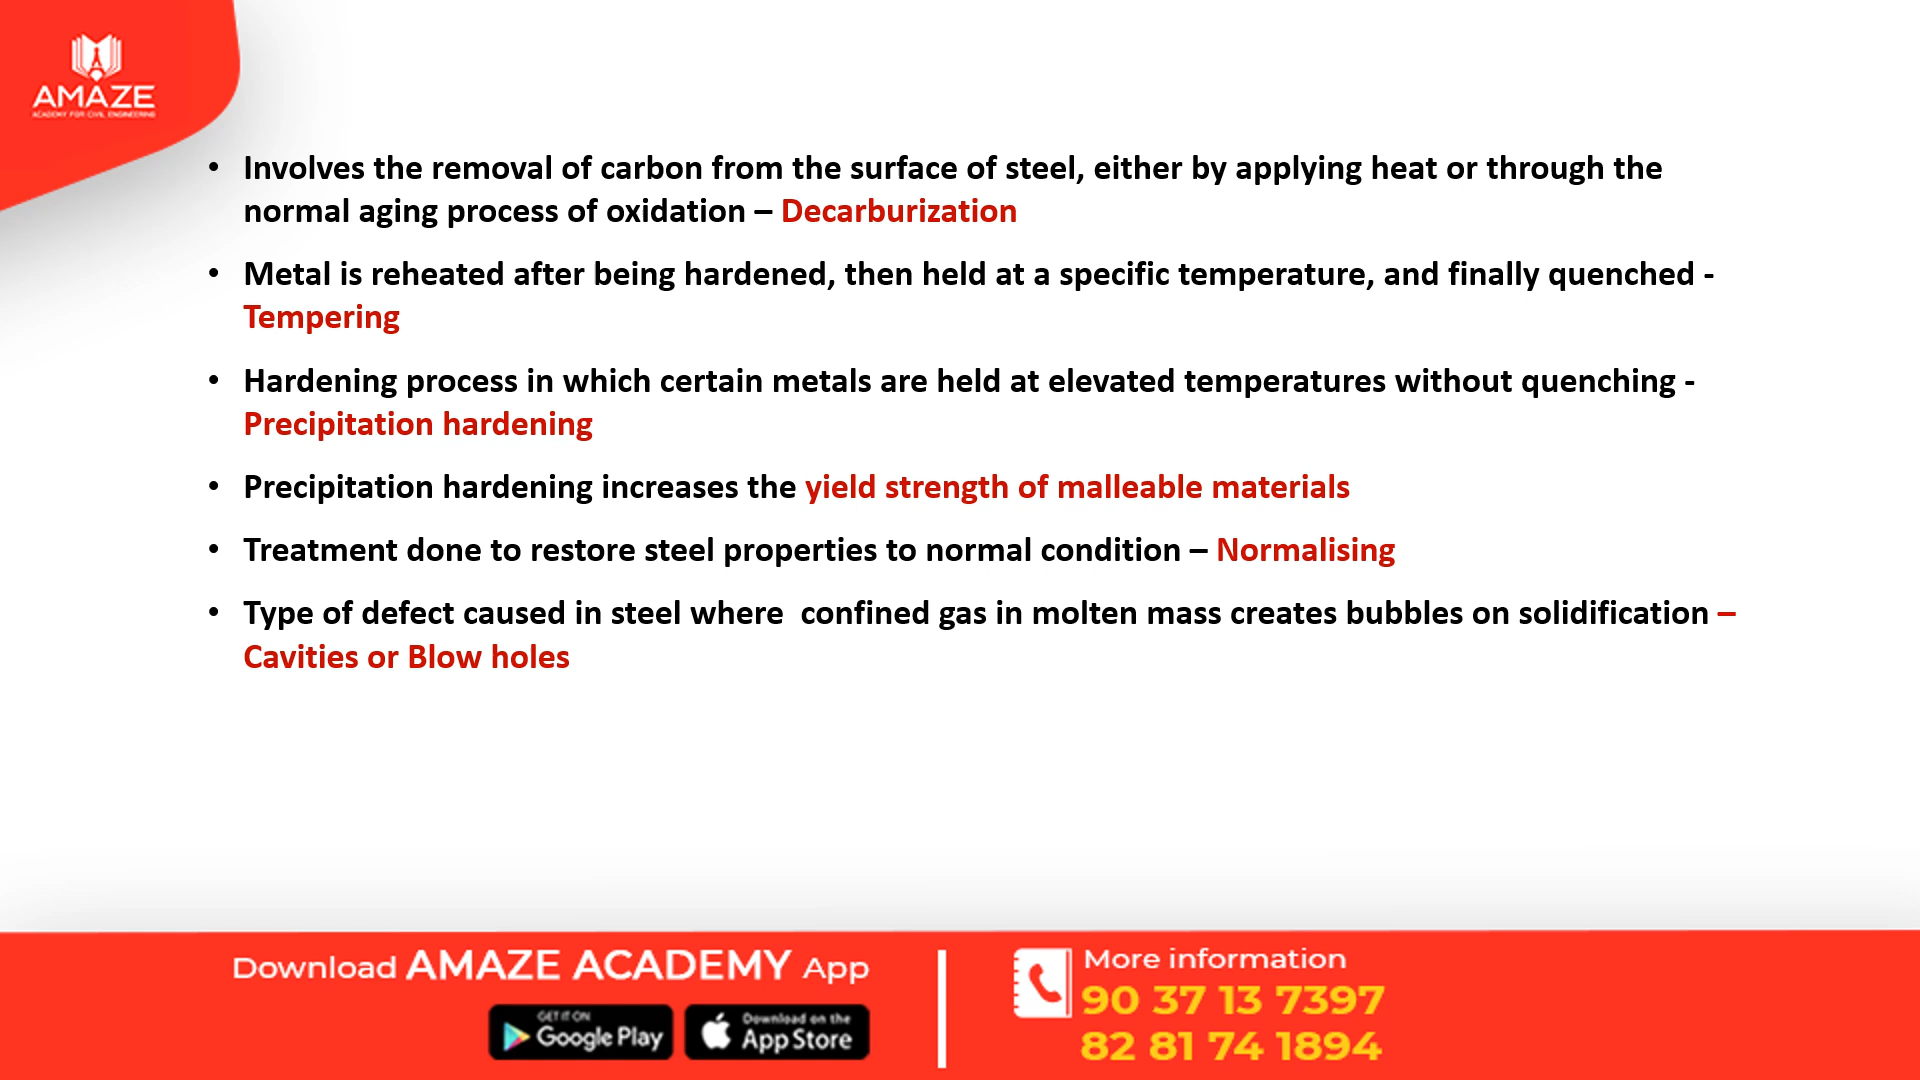 AMAZE
ACADEMY FOR CIVIL ENGINEERING
• Involves the removal of carbon from the surface of steel, either by applying heat or through the
normal aging process of oxidation – Decarburization
• Metal is reheated after being hardened, then held at a specific temperature, and finally quenched -
Tempering
• Hardening process in which certain metals are held at elevated temperatures without quenching -
Precipitation hardening
• Precipitation hardening increases the yield strength of malleable materials
• Treatment done to restore steel properties to normal condition – Normalising
• Type of defect caused in steel where  confined gas in molten mass creates bubbles on solidification –
Cavities or Blow holes
Download AMAZE ACADEMY App
GET IT ON
Google Play
Download on the
App Store
More information
90 37 13 7397
82 81 74 1894